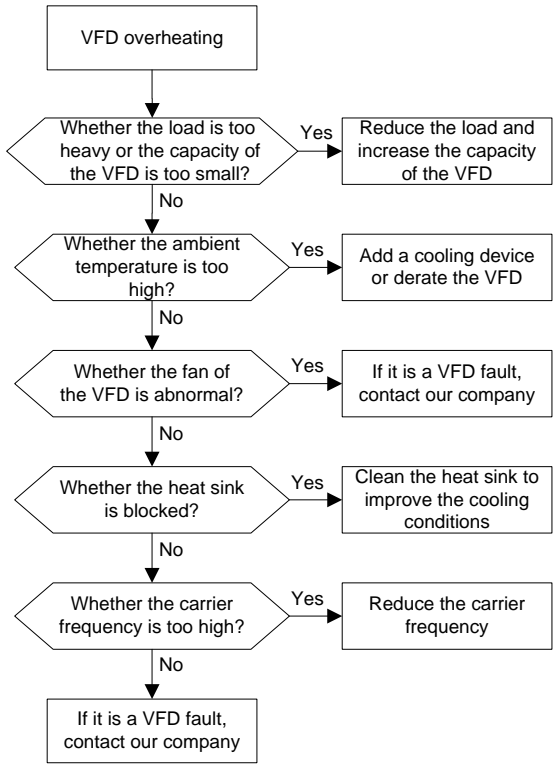 VFD overheating
Whether the load is too
heavy or the capacity of
the VFD is too small?
Yes
Reduce the load and
increase the capacity
of the VFD
No
Whether the ambient
temperature is too
high?
Yes
Add a cooling device
or derate the VFD
No
Whether the fan of
the VFD is abnormal?
Yes
If it is a VFD fault,
contact our company
No
Whether the heat sink
is blocked?
Yes
Clean the heat sink to
improve the cooling
conditions
No
Whether the carrier
frequency is too high?
Yes
Reduce the carrier
frequency
No
If it is a VFD fault,
contact our company